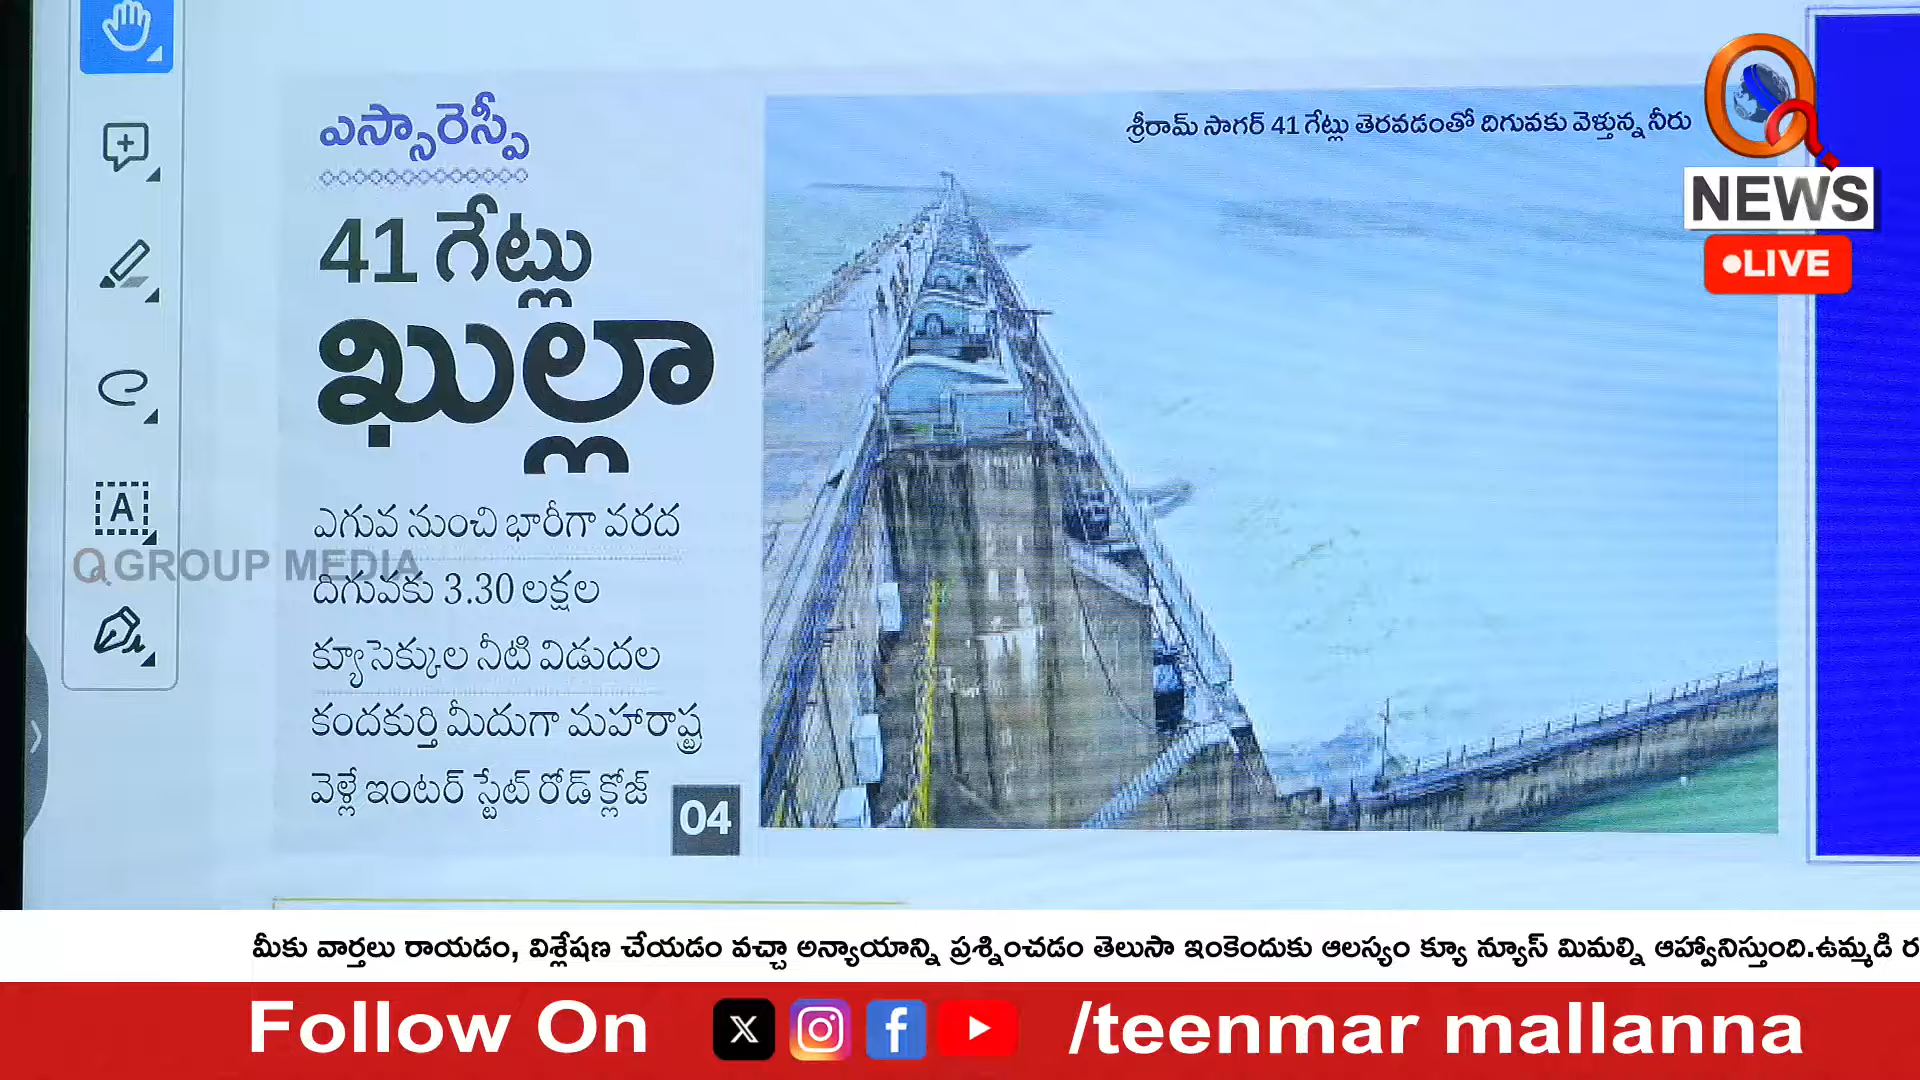 ఎస్సారెస్పీ
41 గేట్లు
ఖుల్లా
ఎగువ నుంచి భారీగా వరద
దిగువకు 3.30 లక్షల
క్యూసెక్కుల నీటి విడుదల
కందకుర్తి మీదుగా మహారాష్ట్ర
వెళ్లే ఇంటర్ స్టేట్ రోడ్ క్లోజ్
04
శ్రీరామ్ సాగర్ 41 గేట్లు తెరవడంతో దిగువకు వెళ్తున్న నీరు
Q
NEWS
LIVE
A
Q GROUP MEDIA
మీకు వార్తలు రాయడం, విశ్లేషణ చేయడం వచ్చా అన్యాయాన్ని ప్రశ్నించడం తెలుసా ఇంకెందుకు ఆలస్యం క్యూ న్యూస్ మిమల్ని ఆహ్వానిస్తుంది.ఉమ్మడి ర
Follow On /teenmar mallanna